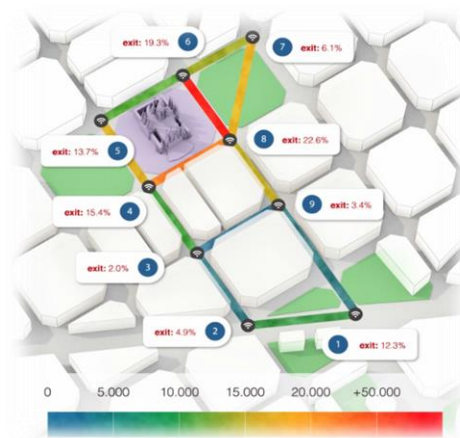 exit: 19.3% 6
7 exit: 6.1%
exit: 13.7% 5
8 exit: 22.6%
exit: 15.4% 4
9 exit: 3.4%
exit: 2.0% 3
exit: 4.9% 2
1 exit: 12.3%
0 5.000 10.000 15.000 20.000 +50.000